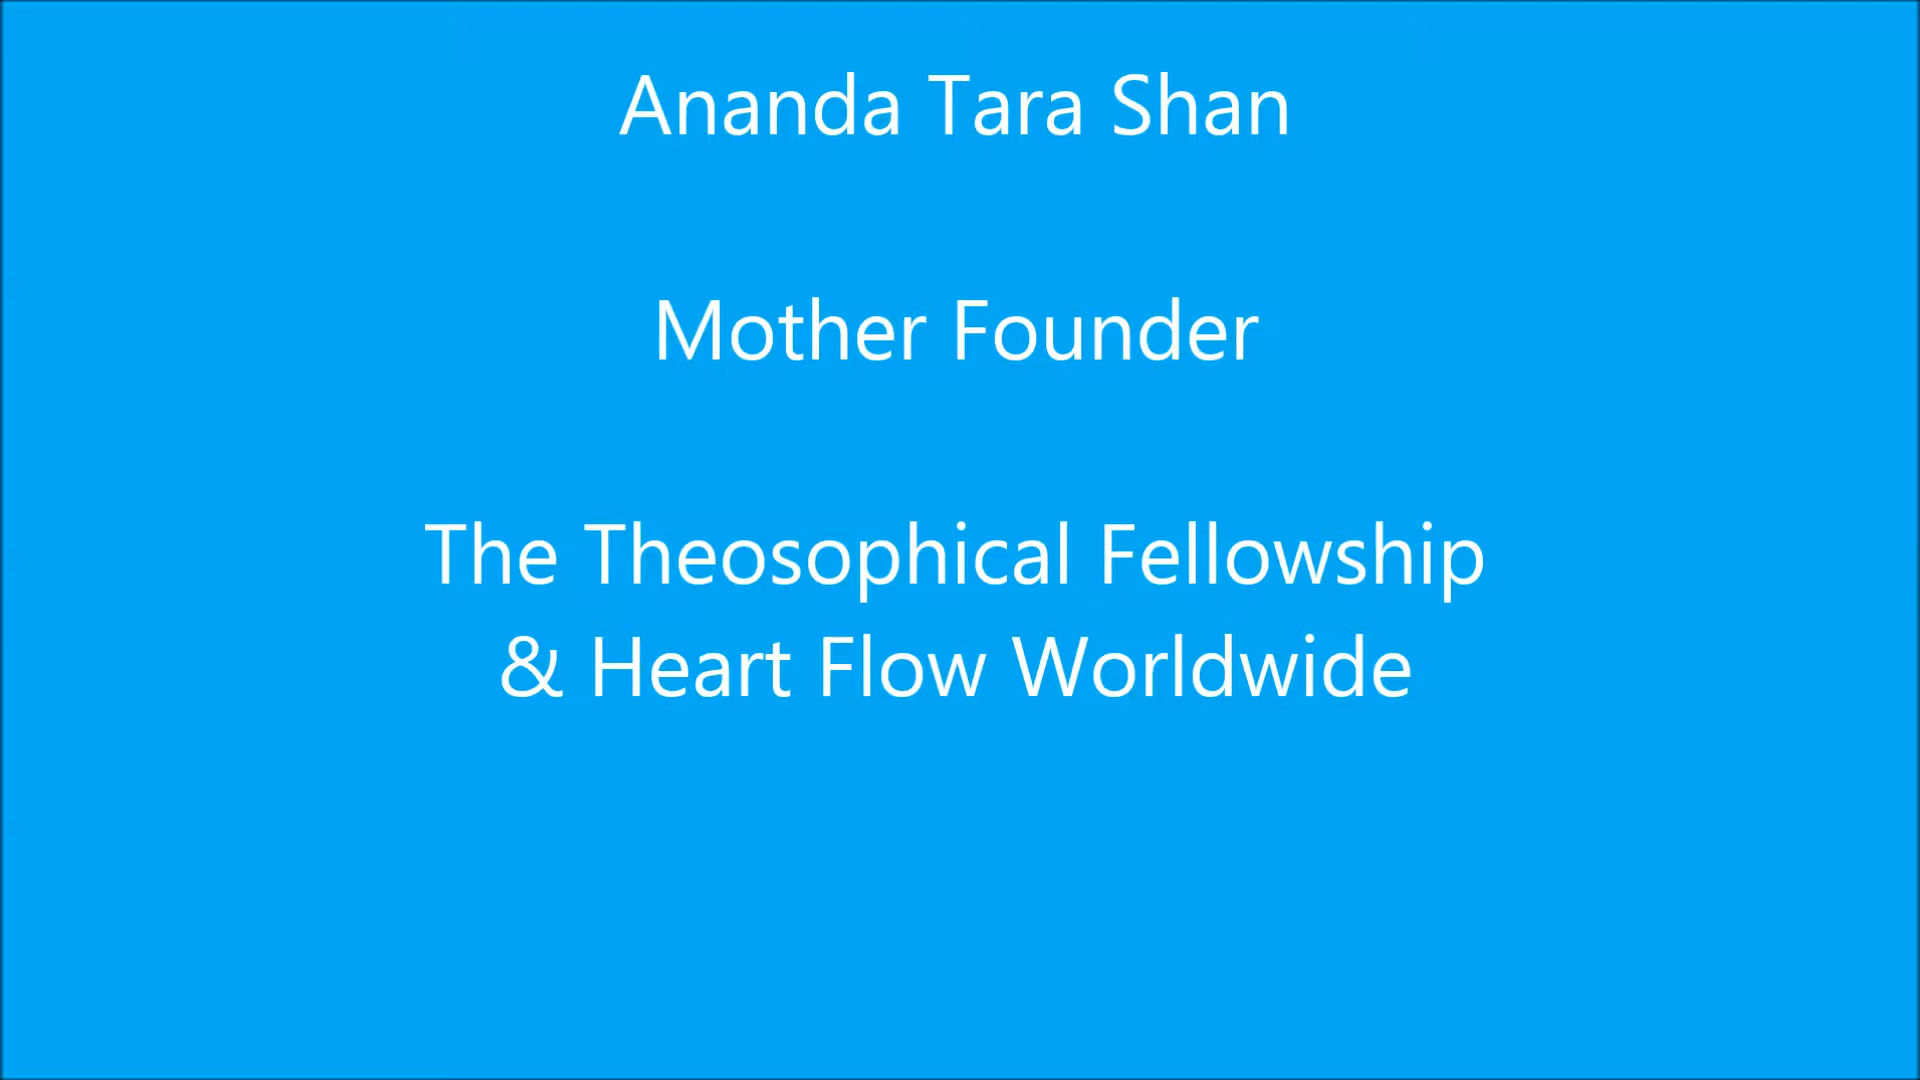 Ananda Tara Shan
Mother Founder
The Theosophical Fellowship
& Heart Flow Worldwide